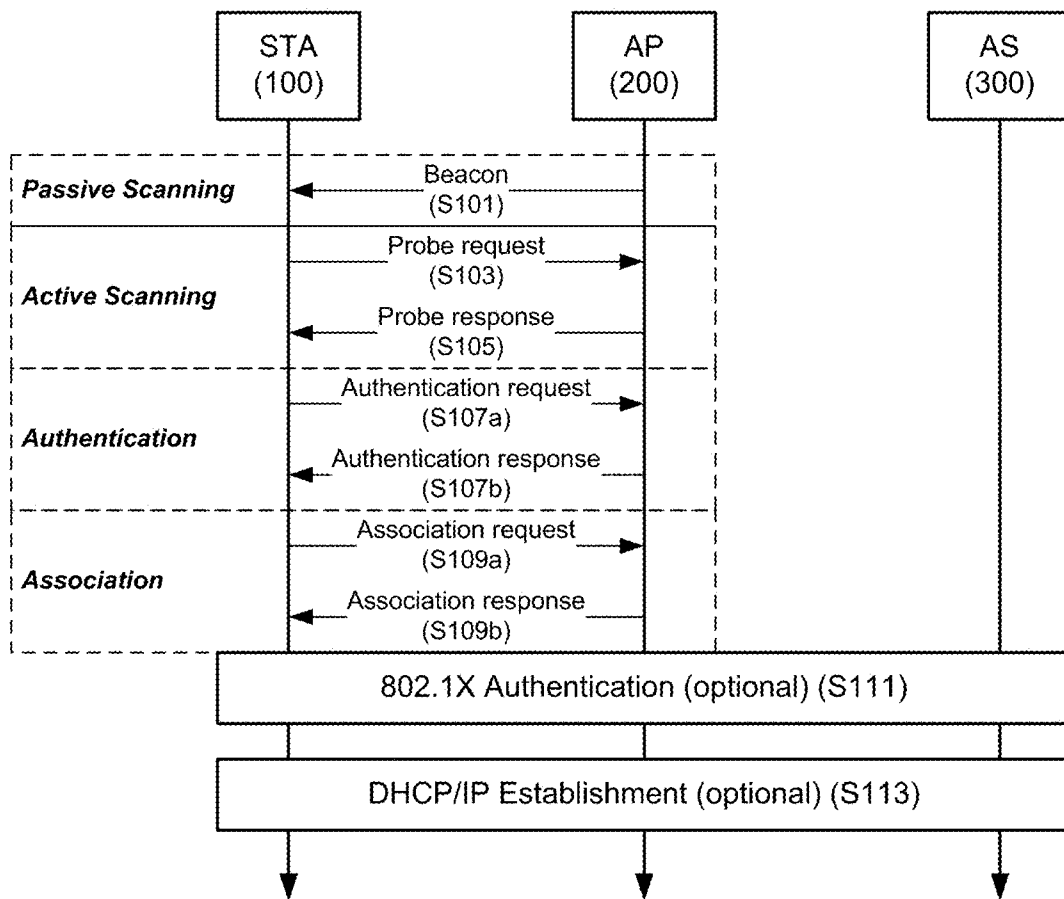 STA
(100)
AP
(200)
AS
(300)
Passive Scanning
Beacon
(S101)
Active Scanning
Probe request
(S103)
Probe response
(S105)
Authentication
Authentication request
(S107a)
Authentication response
(S107b)
Association
Association request
(S109a)
Association response
(S109b)
802.1X Authentication (optional) (S111)
DHCP/IP Establishment (optional) (S113)